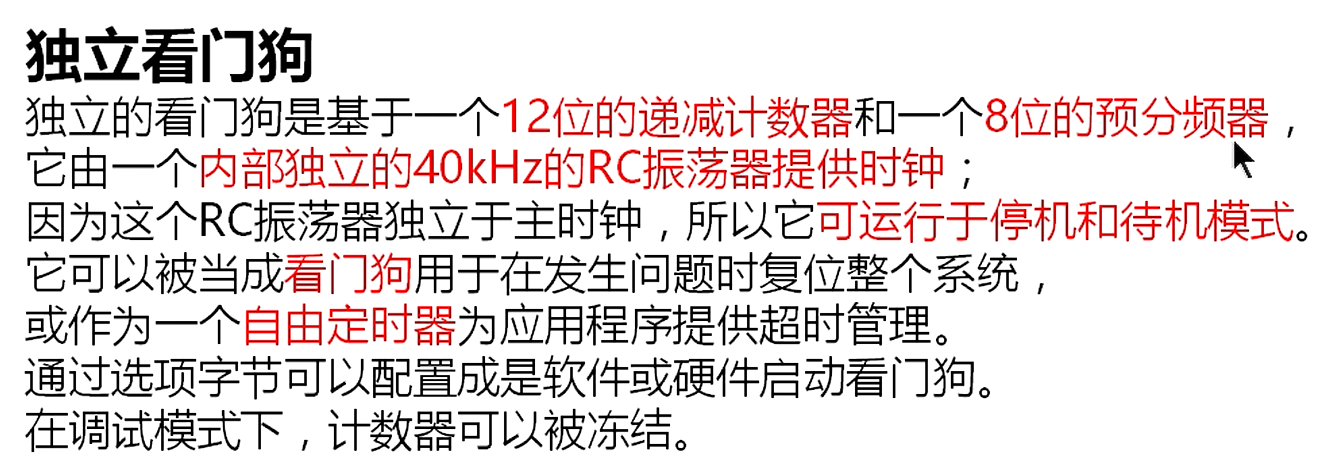 独立看门狗
独立的看门狗是基于一个12位的递减计数器和一个8位的预分频器，
它由一个内部独立的40kHz的RC振荡器提供时钟；
因为这个RC振荡器独立于主时钟，所以它可运行于停机和待机模式。
它可以被当成看门狗用于在发生问题时复位整个系统，
或作为一个自由定时器为应用程序提供超时管理。
通过选项字节可以配置成是软件或硬件启动看门狗。
在调试模式下，计数器可以被冻结。